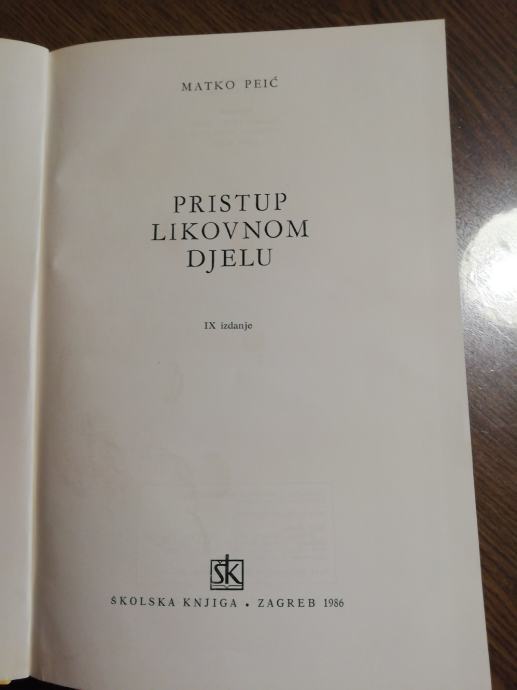 MATKO PEIĆ
PRISTUP
LIKOVNOM
DJELU
IX izdanje
ŠK
ŠKOLSKA KNJIGA • ZAGREB 1986